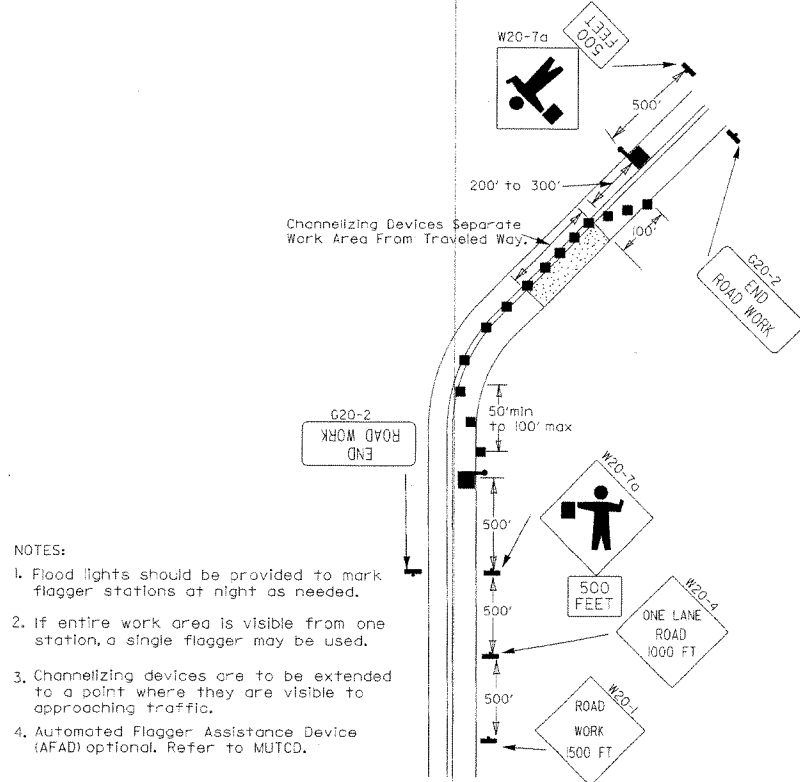 W20-7a
500
FEET
500'
200' to 300'
Channelizing Devices Separate
Work Area From Traveled Way.
100'
G20-2
END
ROAD WORK
G20-2
END
ROAD WORK
50'min
to 100' max
W20-7a
500'
500
FEET
500'
W20-4
ONE LANE
ROAD
1000 FT
500'
W20-1
ROAD
WORK
1500 FT
NOTES:
1. Flood lights should be provided to mark
flagger stations at night as needed.
2. If entire work area is visible from one
station, a single flagger may be used.
3. Channelizing devices are to be extended
to a point where they are visible to
approaching traffic.
4. Automated Flagger Assistance Device
(AFAD) optional. Refer to MUTCD.